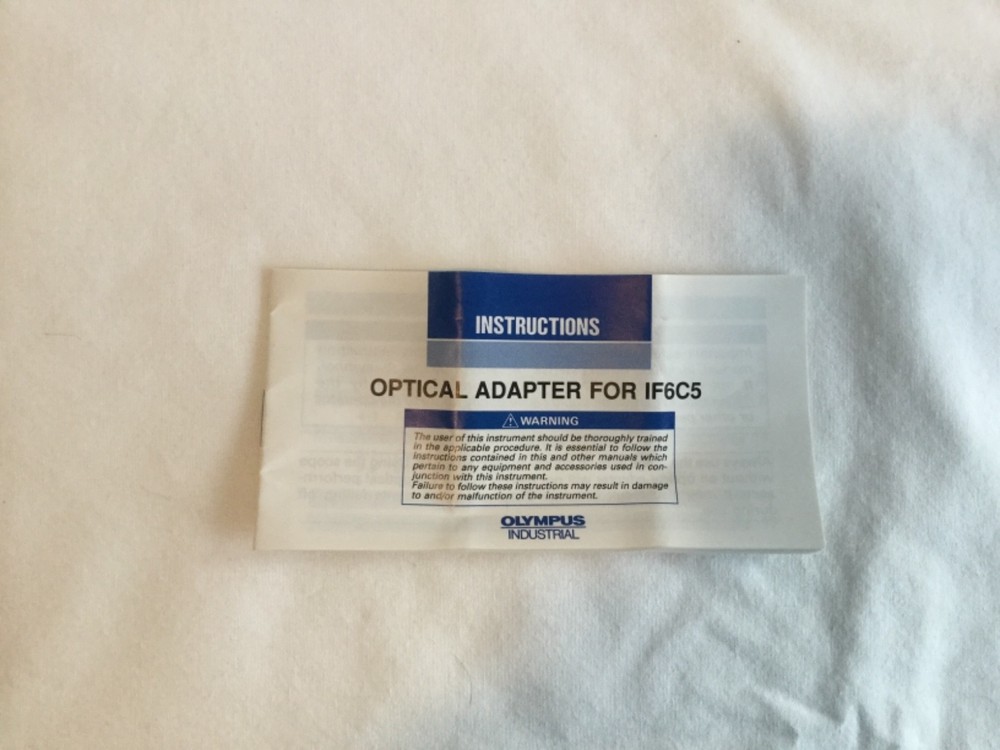 INSTRUCTIONS
OPTICAL ADAPTER FOR IF6C5
⚠ WARNING
The user of this instrument should be thoroughly trained
in the applicable procedure. It is essential to follow the
instructions contained in this and other manuals which
pertain to any equipment and accessories used in con-
junction with this instrument.
Failure to follow these instructions may result in damage
to and/or malfunction of the instrument.
OLYMPUS
INDUSTRIAL